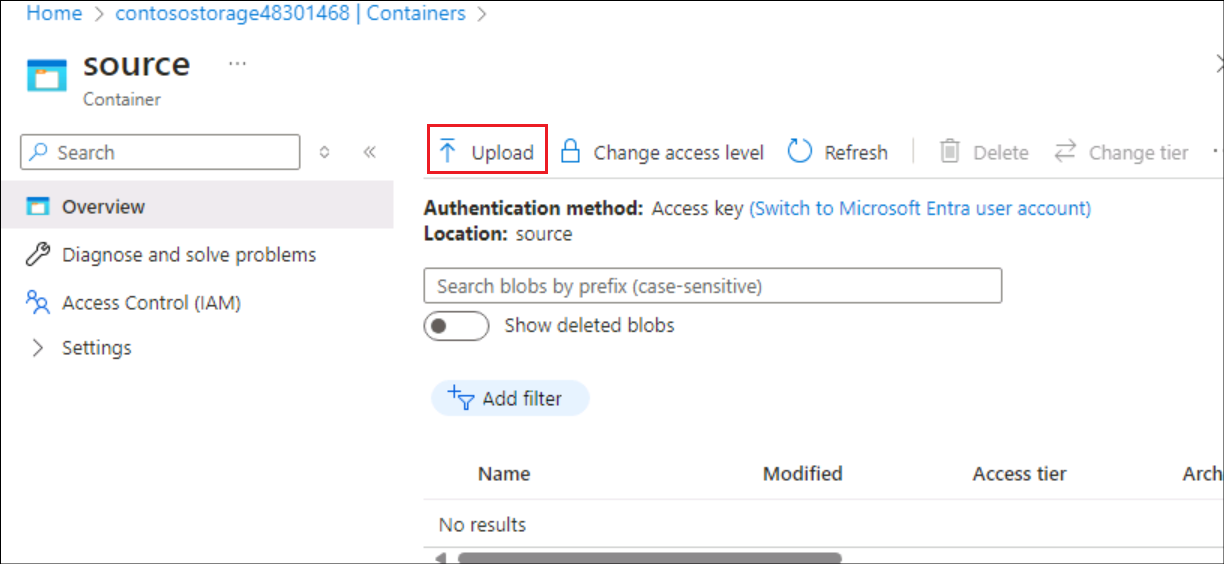 Home > contosostorage48301468 | Containers >
source ...
Container
Search
Upload Change access level Refresh Delete Change tier
Overview
Diagnose and solve problems
Access Control (IAM)
Settings
Authentication method: Access key (Switch to Microsoft Entra user account)
Location: source
Search blobs by prefix (case-sensitive)
Show deleted blobs
Add filter
Name Modified Access tier Arch
No results